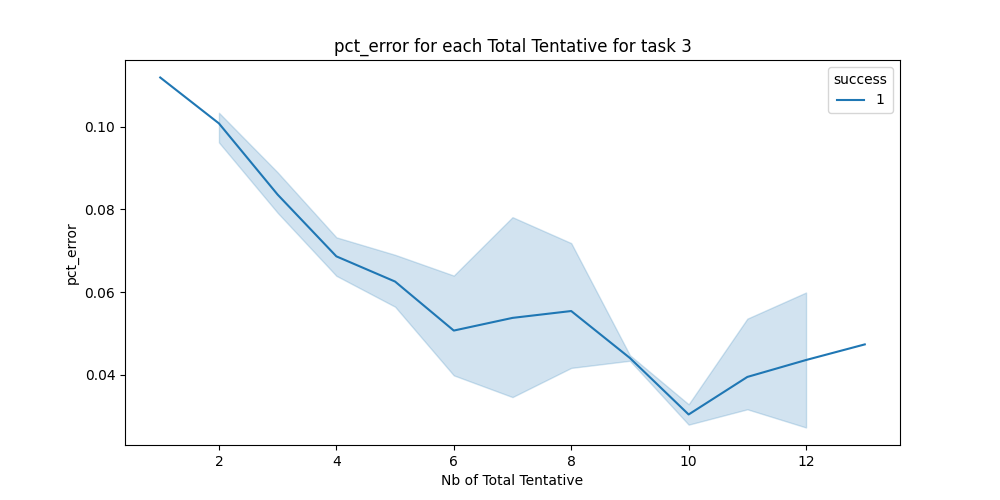 pct_error for each Total Tentative for task 3
success
1
0.10
0.08
0.06
0.04
pct_error
2 4 6 8 10 12
Nb of Total Tentative